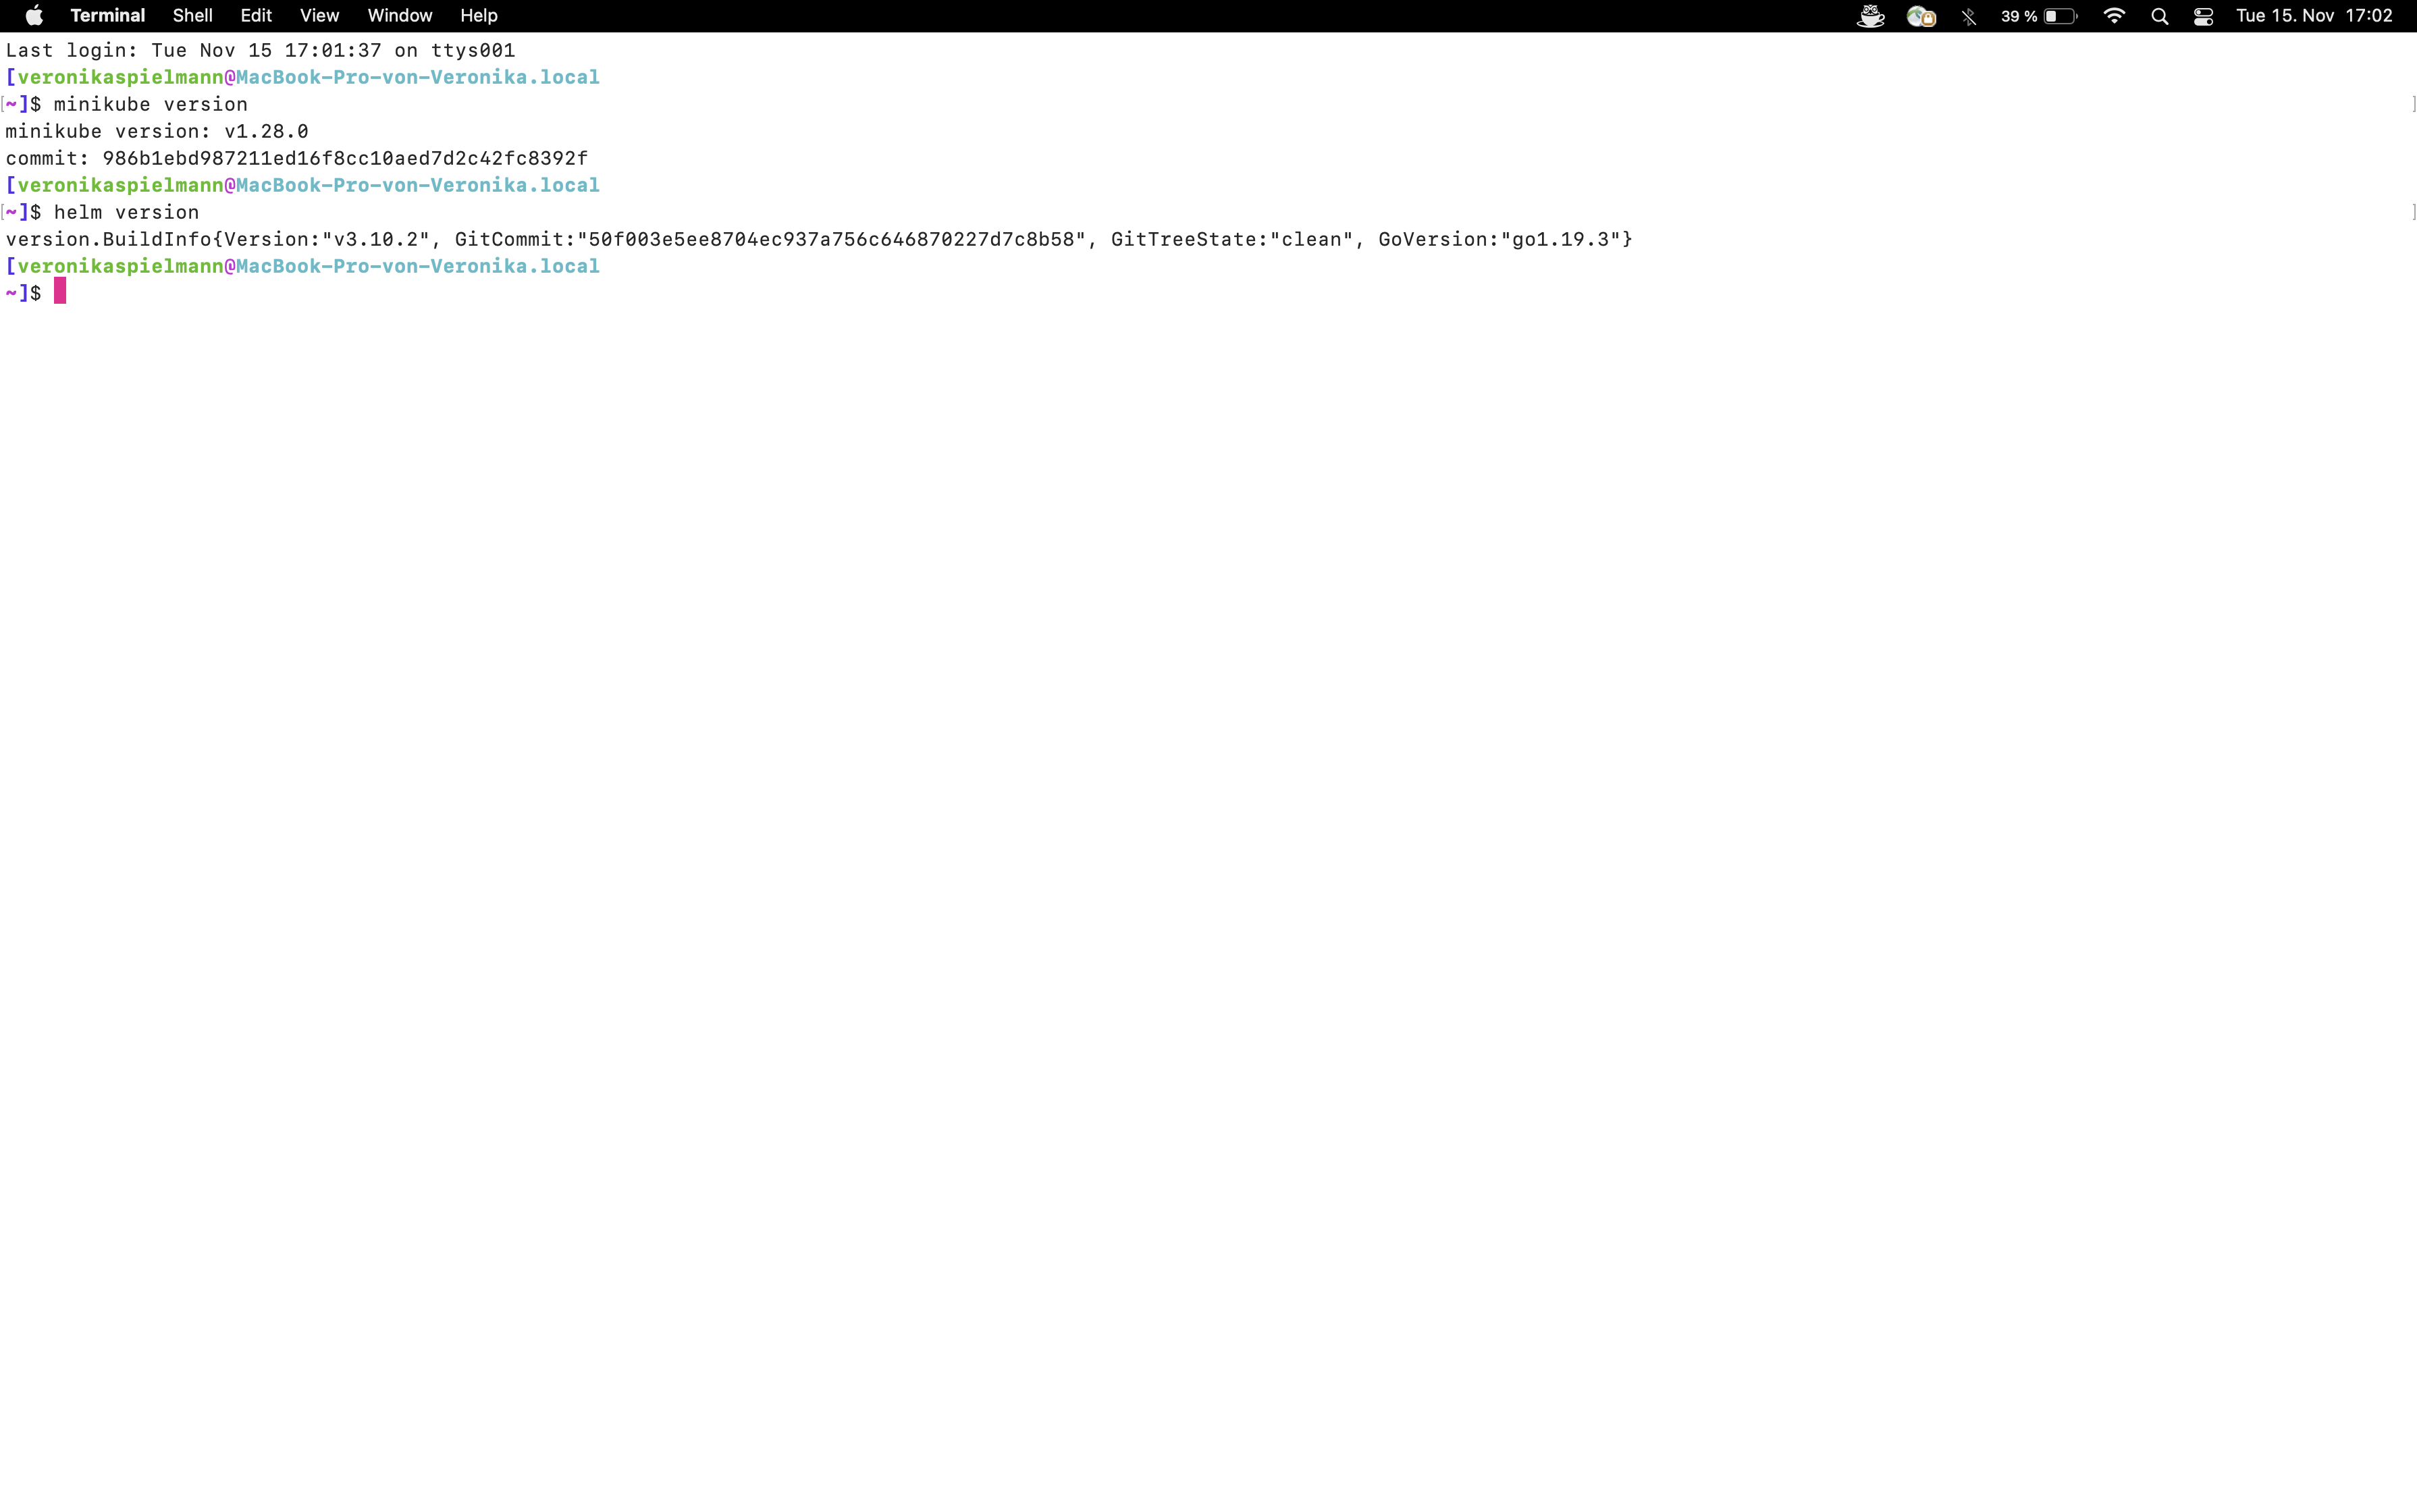 Terminal Shell Edit View Window Help 39 % Tue 15. Nov 17:02
Last login: Tue Nov 15 17:01:37 on ttys001
[veronikaspielmann@MacBook-Pro-von-Veronika.local
[~]$ minikube version ]
minikube version: v1.28.0
commit: 986b1ebd987211ed16f8cc10aed7d2c42fc8392f
[veronikaspielmann@MacBook-Pro-von-Veronika.local
[~]$ helm version ]
version.BuildInfo{Version:"v3.10.2", GitCommit:"50f003e5ee8704ec937a756c646870227d7c8b58", GitTreeState:"clean", GoVersion:"go1.19.3"}
[veronikaspielmann@MacBook-Pro-von-Veronika.local
~]$